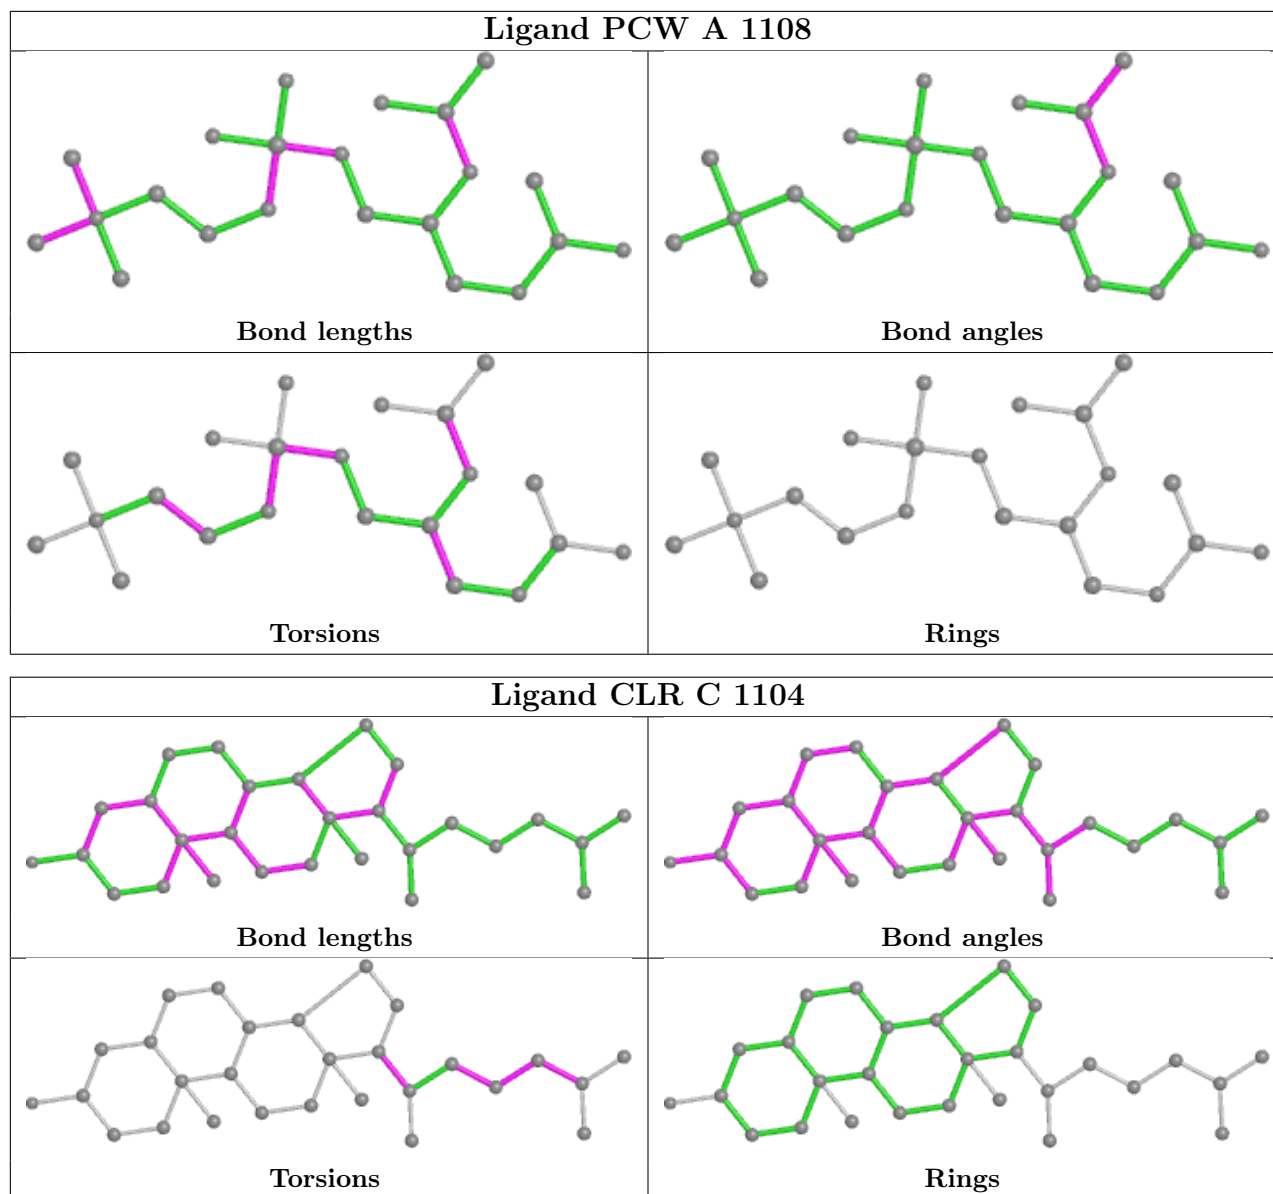 Ligand PCW A 1108
Bond lengths
Bond angles
Torsions
Rings
Ligand CLR C 1104
Bond lengths
Bond angles
Torsions
Rings